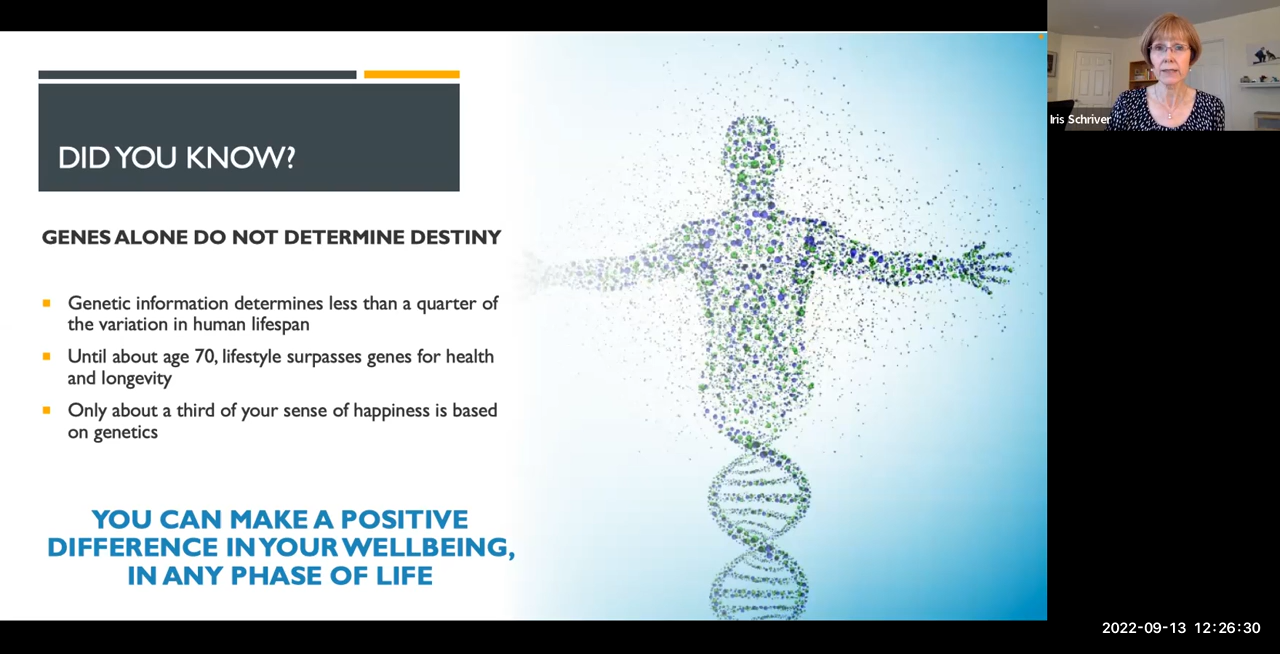 DID YOU KNOW?
GENES ALONE DO NOT DETERMINE DESTINY
Genetic information determines less than a quarter of
the variation in human lifespan
Until about age 70, lifestyle surpasses genes for health
and longevity
Only about a third of your sense of happiness is based
on genetics
YOU CAN MAKE A POSITIVE
DIFFERENCE IN YOUR WELLBEING,
IN ANY PHASE OF LIFE
Iris Schriver
2022-09-13 12:26:30